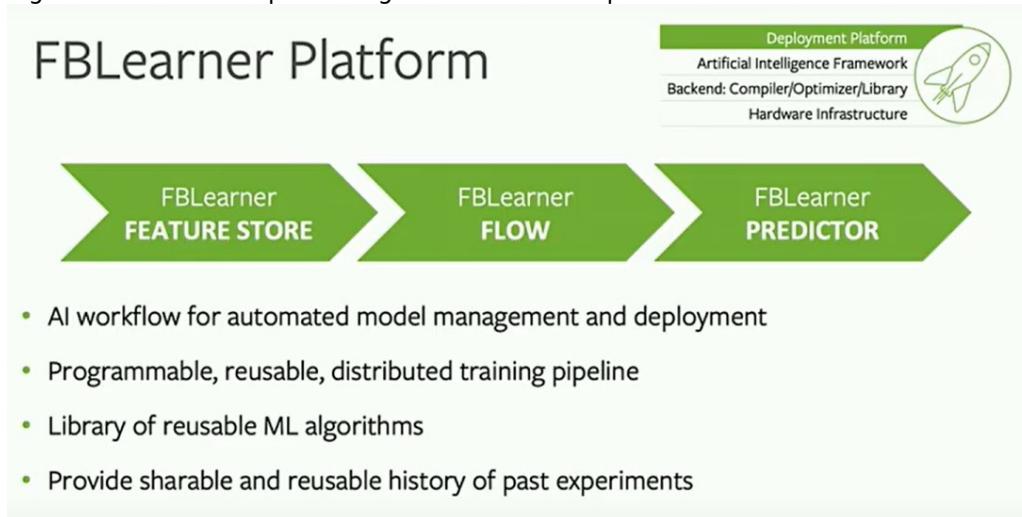 FBLearner Platform
Deployment Platform
Artificial Intelligence Framework
Backend: Compiler/Optimizer/Library
Hardware Infrastructure
FBLearner
FEATURE STORE
FBLearner
FLOW
FBLearner
PREDICTOR
• AI workflow for automated model management and deployment
• Programmable, reusable, distributed training pipeline
• Library of reusable ML algorithms
• Provide sharable and reusable history of past experiments